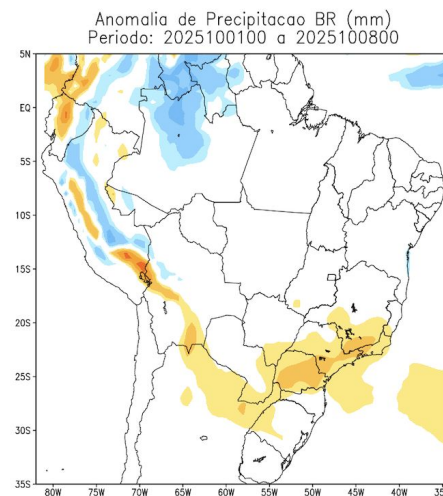 Anomalia de Precipitacao BR (mm)
Periodo: 2025100100 a 2025100800
5N
EQ
5S
10S
15S
20S
25S
30S
35S
80W 75W 70W 65W 60W 55W 50W 45W 40W 35W